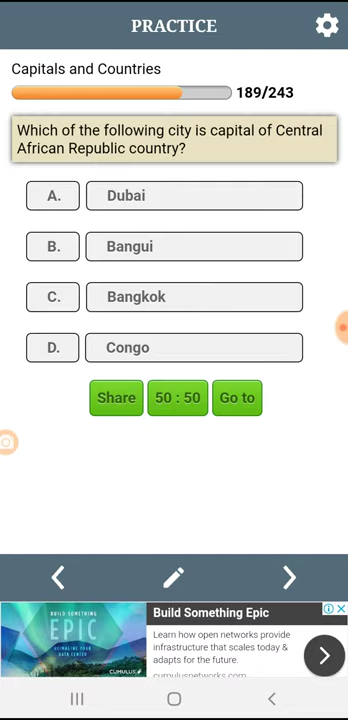 PRACTICE
Capitals and Countries
189/243
Which of the following city is capital of Central
African Republic country?
A. Dubai
B. Bangui
C. Bangkok
D. Congo
Share 50 : 50 Go to
BUILD SOMETHING
EPIC
CUMULUS
Build Something Epic
Learn how open networks provide
infrastructure that scales today &
adapts for the future.
cumulusnetworks.com